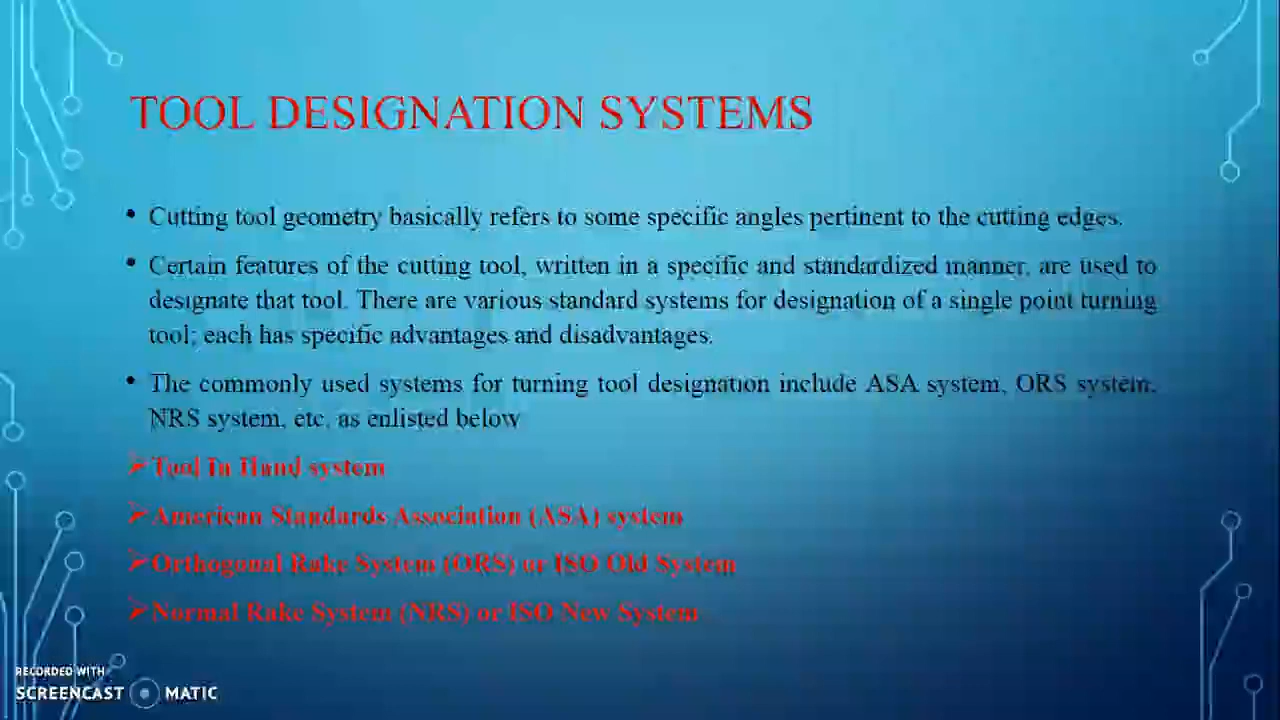 TOOL DESIGNATION SYSTEMS
• Cutting tool geometry basically refers to some specific angles pertinent to the cutting edges.
• Certain features of the cutting tool, written in a specific and standardized manner, are used to
designate that tool. There are various standard systems for designation of a single point turning
tool; each has specific advantages and disadvantages.
• The commonly used systems for turning tool designation include ASA system, ORS system,
NRS system, etc. as enlisted below
➢Tool In Hand system
➢American Standards Association (ASA) system
➢Orthogonal Rake System (ORS) or ISO Old System
➢Normal Rake System (NRS) or ISO New System
RECORDED WITH
SCREENCAST MATIC